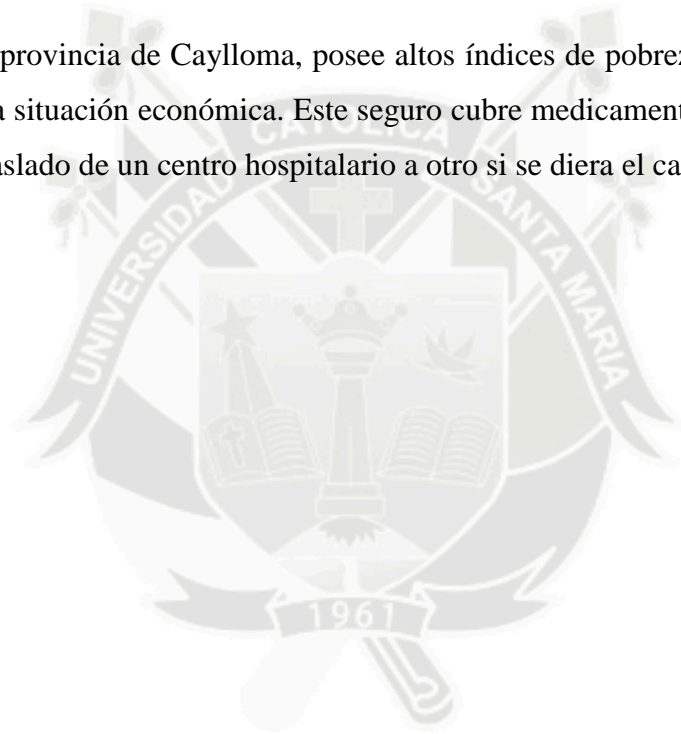 provincia de Caylloma, posee altos índices de pobrez
a situación económica. Este seguro cubre medicament
aslado de un centro hospitalario a otro si se diera el ca
UNIVERSIDAD CATOLICA SANTA MARIA
1961